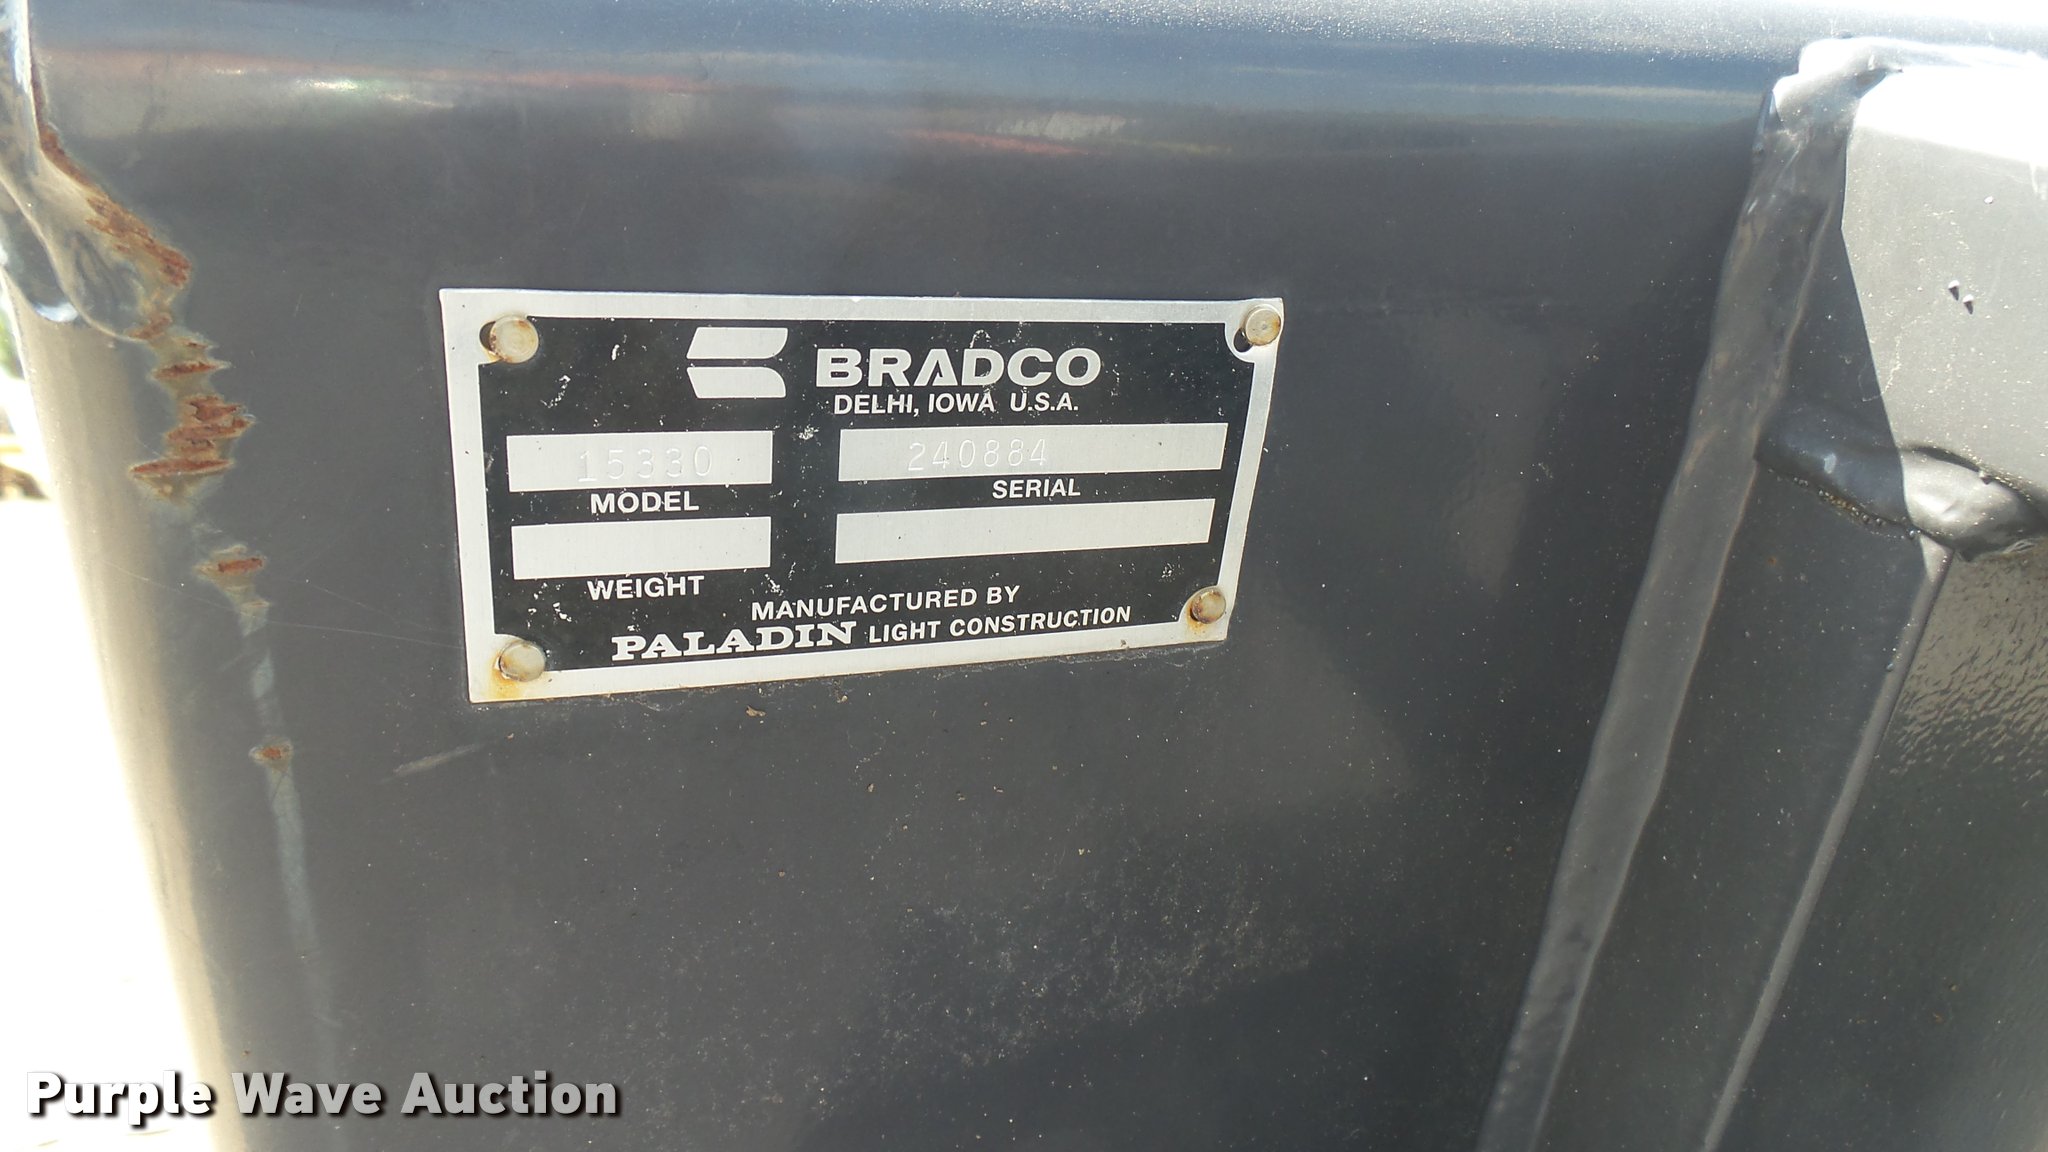 BRADCO
DELHI, IOWA U.S.A.
15330 240884
MODEL SERIAL
WEIGHT
MANUFACTURED BY
PALADIN LIGHT CONSTRUCTION
Purple Wave Auction